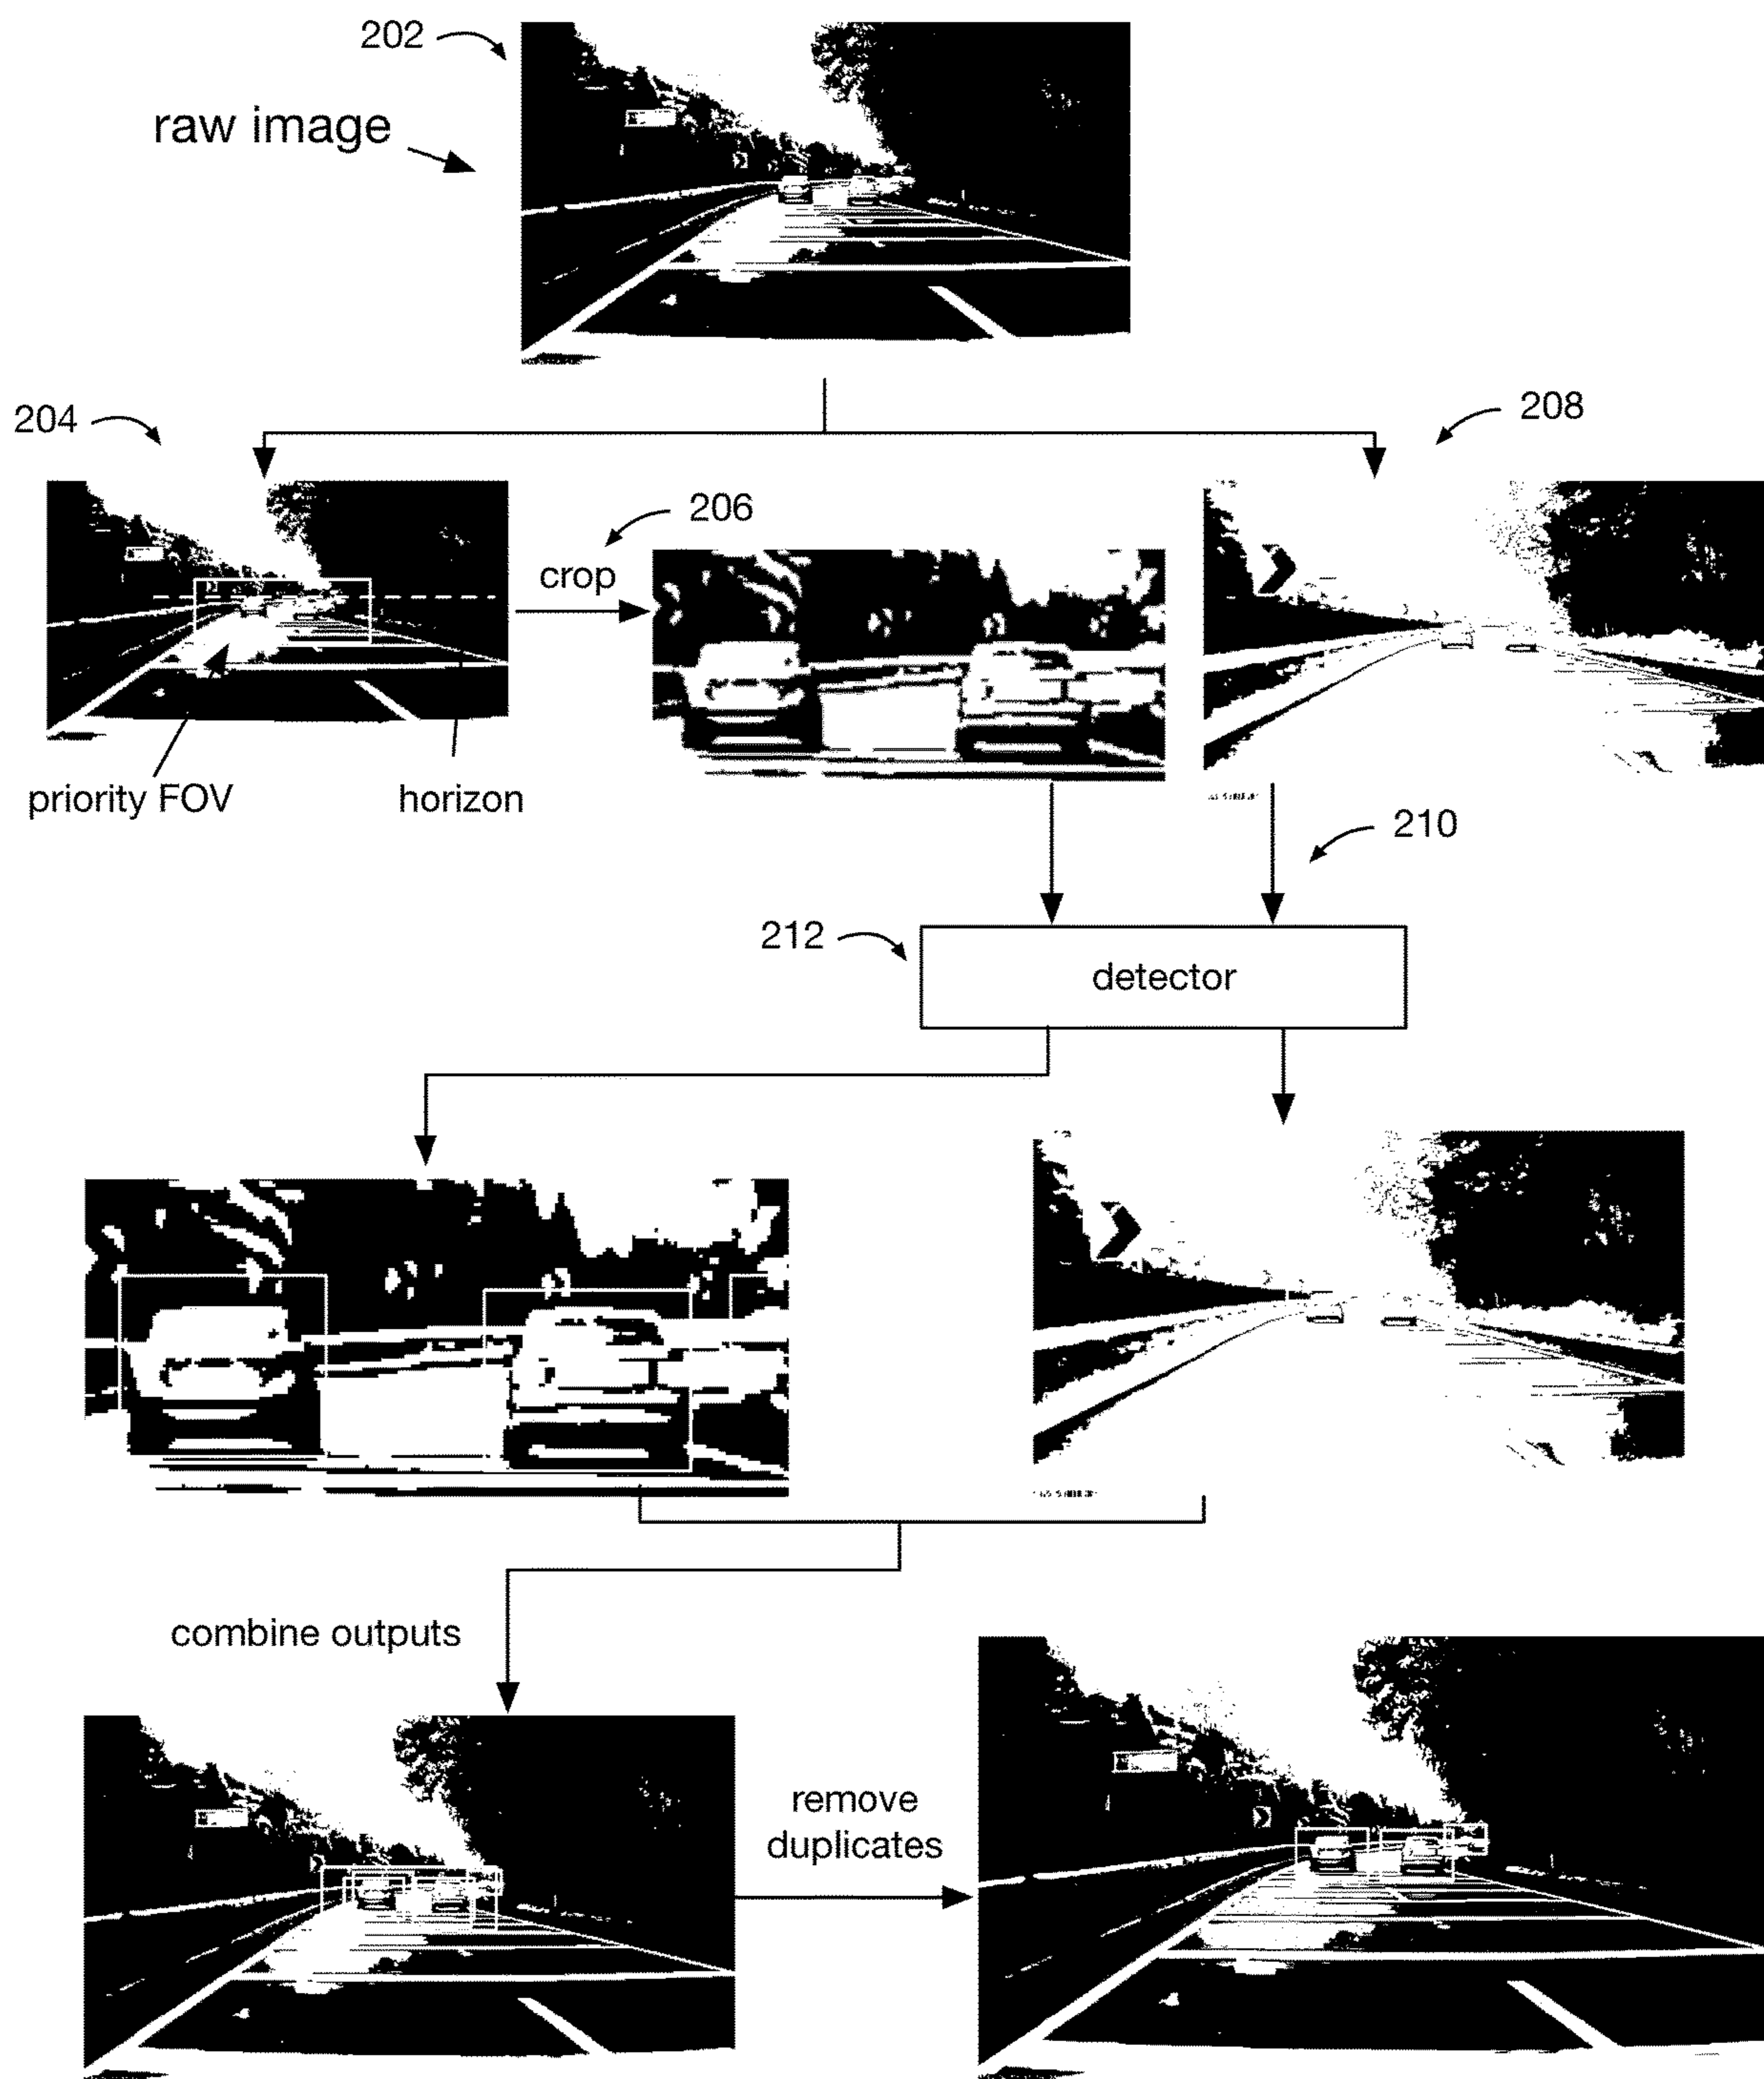 202
raw image
204
208
206
crop
priority FOV
horizon
210
212
detector
combine outputs
remove
duplicates